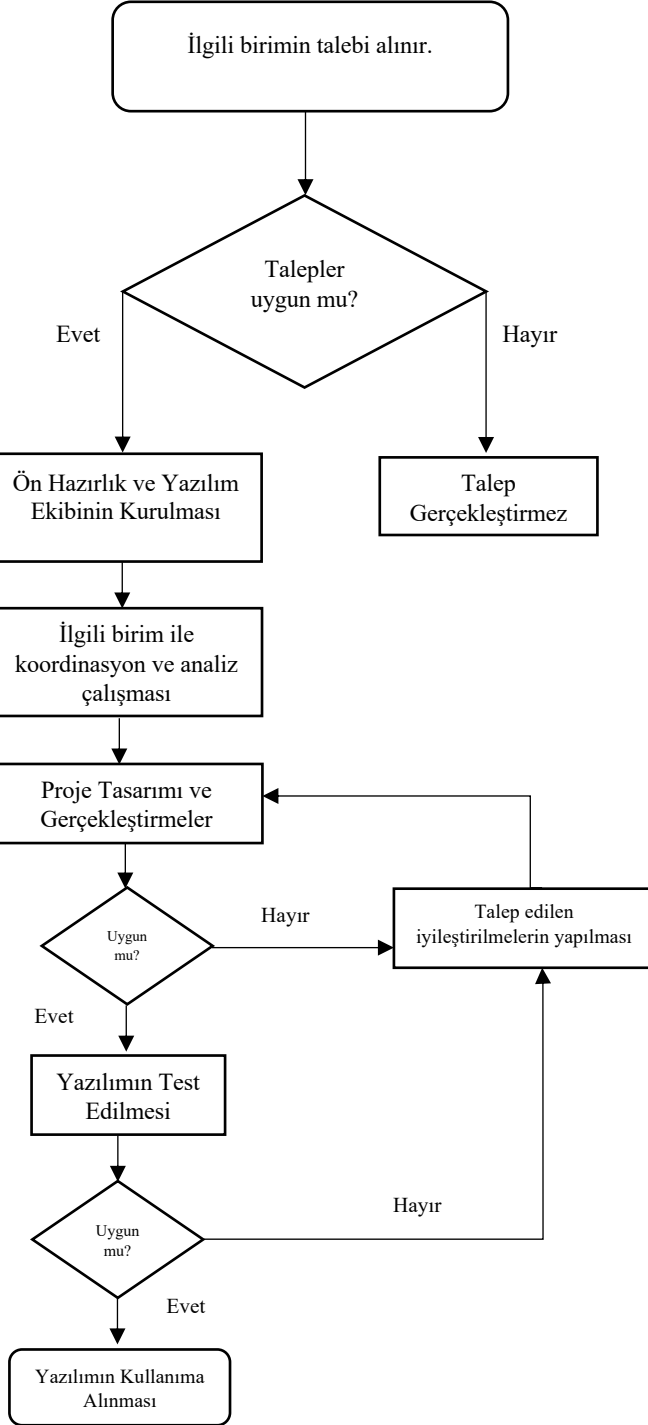 İlgili birimin talebi alınır.
Talepler
uygun mu?
Evet
Hayır
Ön Hazırlık ve Yazılım
Ekibinin Kurulması
Talep
Gerçekleştirmez
İlgili birim ile
koordinasyon ve analiz
çalışması
Proje Tasarımı ve
Gerçekleştirmeler
Uygun
mu?
Hayır
Talep edilen
iyileştirilmelerin yapılması
Evet
Yazılımın Test
Edilmesi
Uygun
mu?
Hayır
Evet
Yazılımın Kullanıma
Alınması